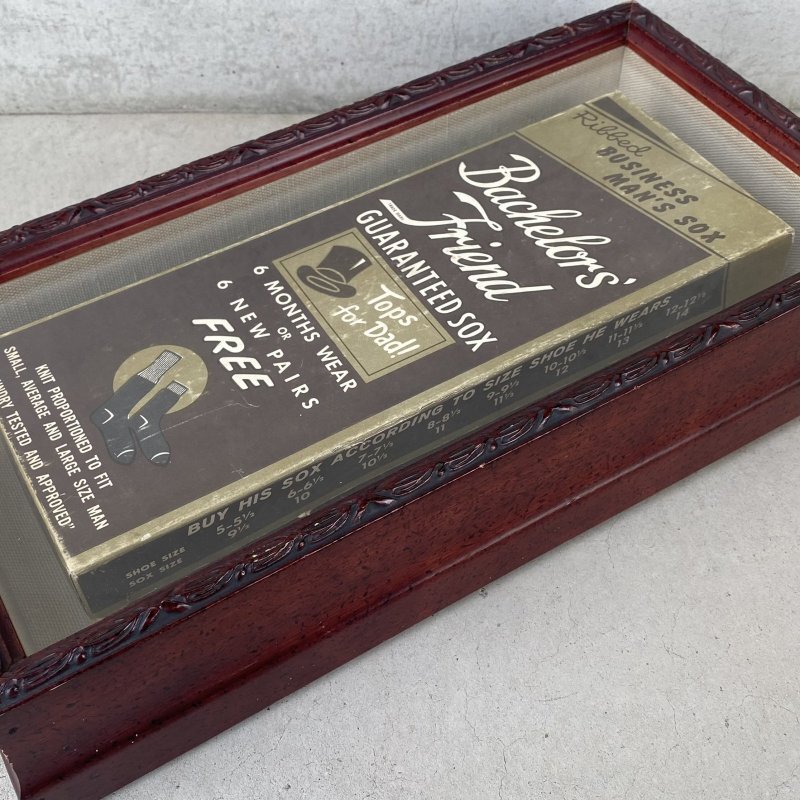 Ribbed
BUSINESS
MAN'S SOX
Bachelors'
Friend
GUARANTEED SOX
Tops
for Dad!
6 MONTHS WEAR
OR
6 NEW PAIRS
FREE
KNIT PROPORTIONED TO FIT
SMALL, AVERAGE AND LARGE SIZE MAN
TESTED AND APPROVED"
BUY HIS SOX ACCORDING TO SIZE SHOE HE WEARS
SHOE SIZE 5-5½ 6-6½ 7-7½ 8-8½ 9-9½ 10-10½ 11-11½ 12-12½
SOX SIZE 9½ 10 10½ 11 11½ 12 13 14